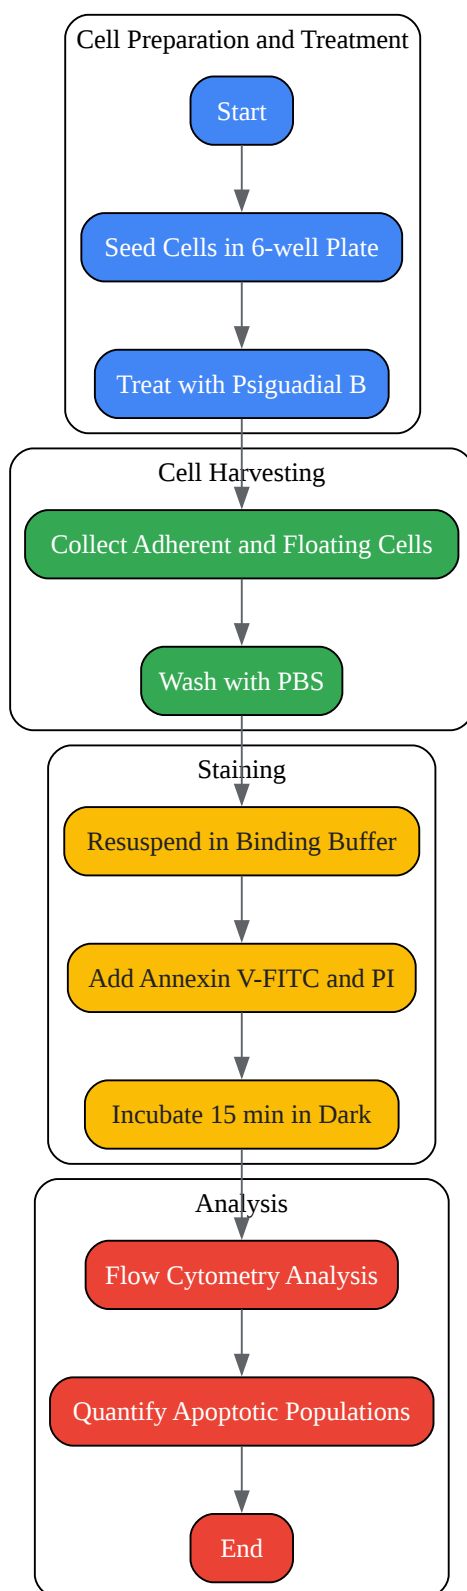 Cell Preparation and Treatment
Start
Seed Cells in 6-well Plate
Treat with Psiguadial B
Cell Harvesting
Collect Adherent and Floating Cells
Wash with PBS
Staining
Resuspend in Binding Buffer
Add Annexin V-FITC and PI
Incubate 15 min in Dark
Analysis
Flow Cytometry Analysis
Quantify Apoptotic Populations
End